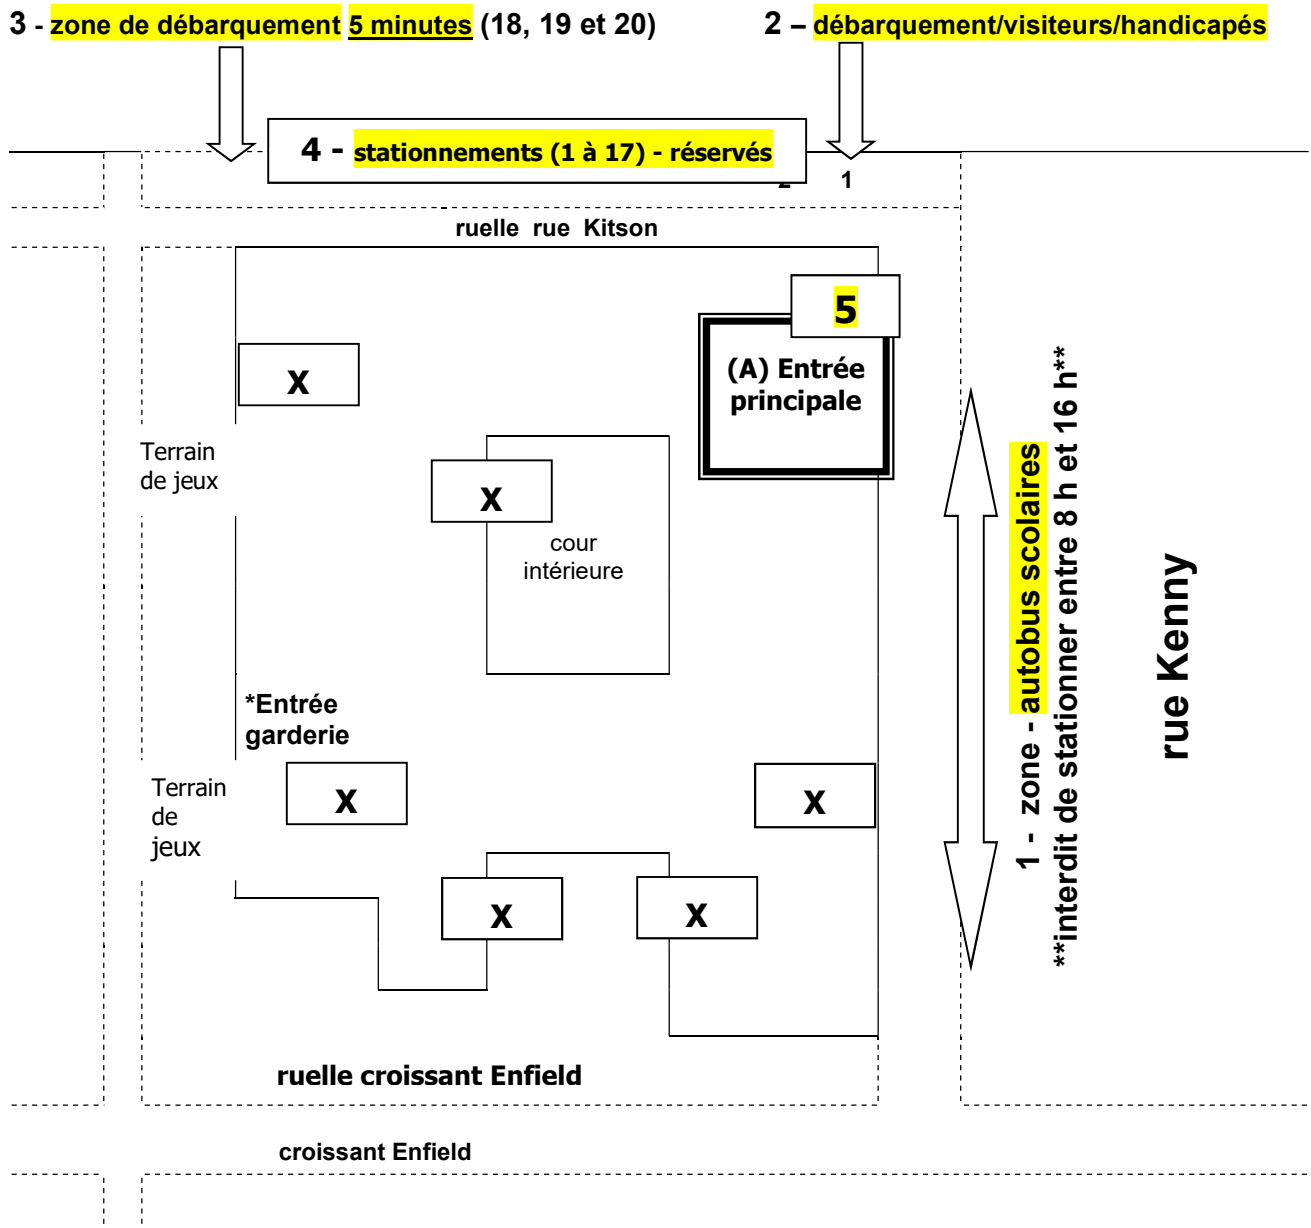 3 - zone de débarquement 5 minutes (18, 19 et 20)
2 – débarquement/visiteurs/handicapés
4 - stationnements (1 à 17) - réservés
1
ruelle rue Kitson
5
(A) Entrée
principale
X
Terrain
de jeux
X
cour
intérieure
1 - zone - autobus scolaires
**interdit de stationner entre 8 h et 16 h**
rue Kenny
*Entrée
garderie
X
X
Terrain
de
jeux
X
X
ruelle croissant Enfield
croissant Enfield